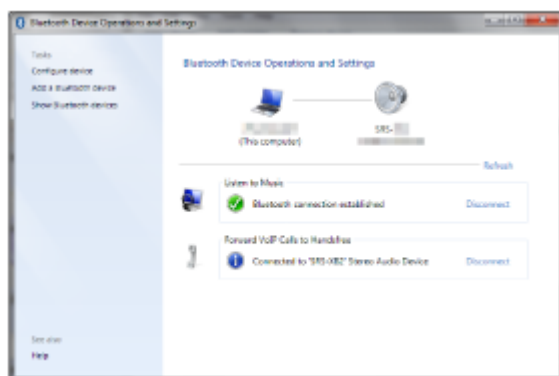 Bluetooth Device Operations and Settings
Tasks
Configure device
Add a Bluetooth device
Show Bluetooth devices
See also
Help
Bluetooth Device Operations and Settings
(This computer)
SRS-
Refresh
Listen to Music
Bluetooth connection established
Disconnect
Forward VoIP Calls to Handsfree
Connected to "SRS-XB2" Stereo Audio Device
Disconnect